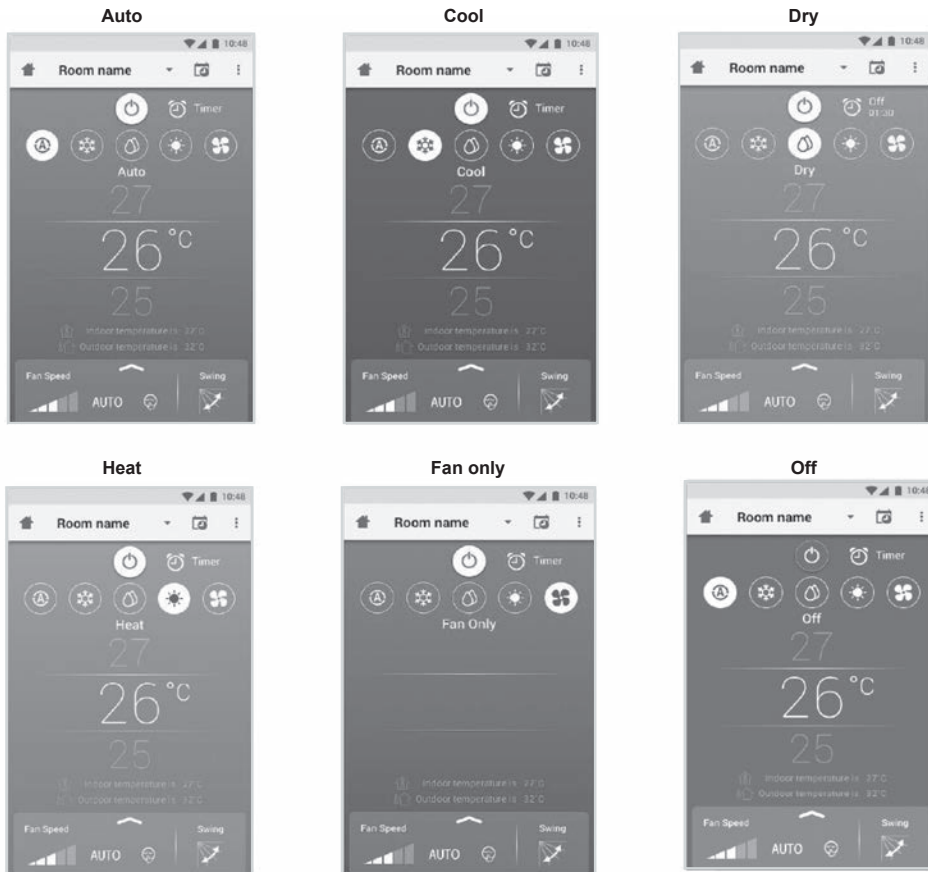 Auto
10:48
Room name
Timer
Auto
27
26 °C
25
Indoor temperature is 27°C
Outdoor temperature is 32°C
Fan Speed
Swing
AUTO
Cool
10:48
Room name
Timer
Cool
27
26 °C
25
Indoor temperature is 27°C
Outdoor temperature is 32°C
Fan Speed
Swing
AUTO
Dry
10:48
Room name
Off
01:30
Dry
27
26 °C
25
Indoor temperature is 27°C
Outdoor temperature is 32°C
Fan Speed
Swing
AUTO
Heat
10:48
Room name
Timer
Heat
27
26 °C
25
Indoor temperature is 27°C
Outdoor temperature is 32°C
Fan Speed
Swing
AUTO
Fan only
10:48
Room name
Timer
Fan Only
Indoor temperature is 27°C
Outdoor temperature is 32°C
Fan Speed
Swing
AUTO
Off
10:48
Room name
Timer
Off
27
26 °C
25
Indoor temperature is 27°C
Outdoor temperature is 32°C
Fan Speed
Swing
AUTO